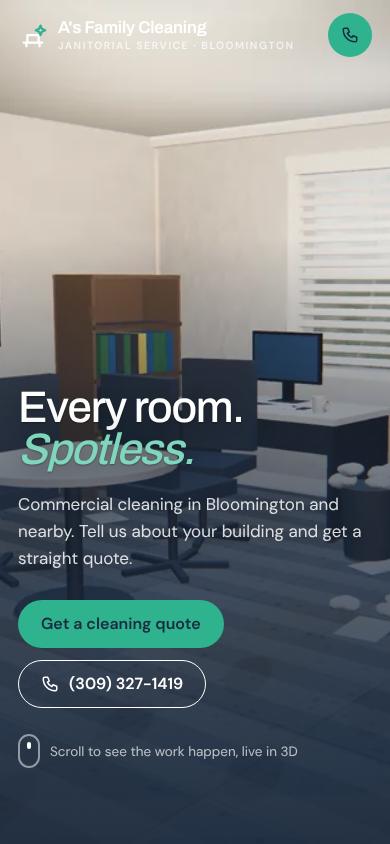 A's Family Cleaning
JANITORIAL SERVICE · BLOOMINGTON
Every room.
Spotless.
Commercial cleaning in Bloomington and
nearby. Tell us about your building and get a
straight quote.
Get a cleaning quote
(309) 327-1419
Scroll to see the work happen, live in 3D